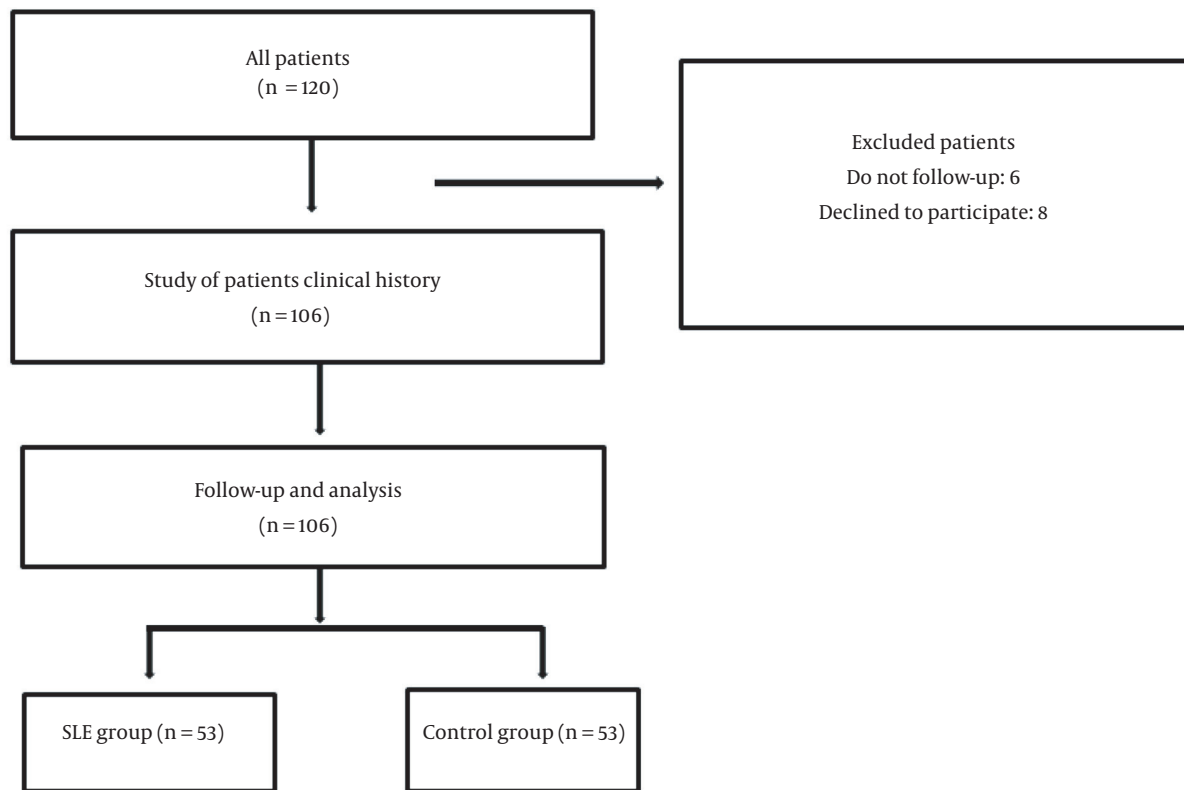 All patients
(n = 120)
Excluded patients
Do not follow-up: 6
Declined to participate: 8
Study of patients clinical history
(n = 106)
Follow-up and analysis
(n = 106)
SLE group (n = 53)
Control group (n = 53)